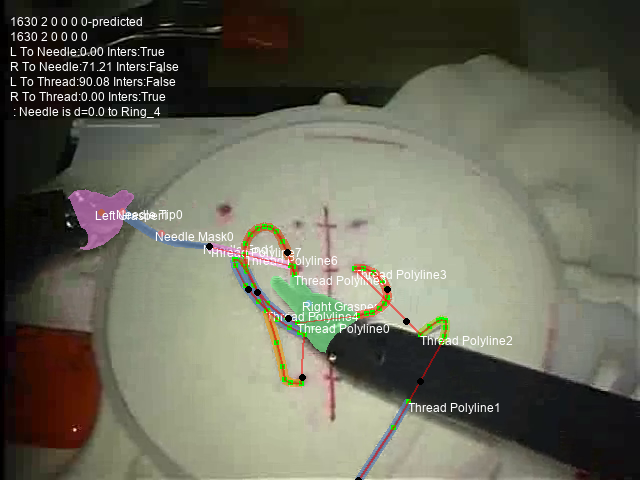 1630 2 0 0 0 0-predicted
1630 2 0 0 0 0
L To Needle:0.00 Inters:True
R To Needle:71.21 Inters:False
L To Thread:90.08 Inters:False
R To Thread:0.00 Inters:True
: Needle is d=0.0 to Ring_4
Needle Tip0
Needle Mask0
Thread Polyline6
Thread Polyline3
Right Grasper
Thread Polyline4
Thread Polyline0
Thread Polyline2
Thread Polyline1